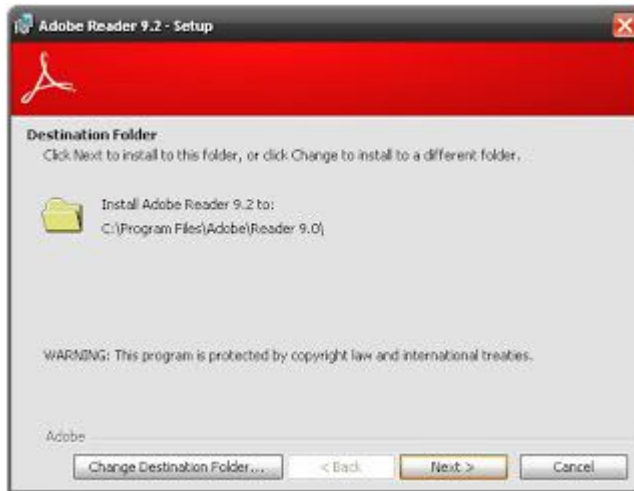 Adobe Reader 9.2 - Setup
Destination Folder
Click Next to install to this folder, or click Change to install to a different folder.
Install Adobe Reader 9.2 to:
C:\Program Files\Adobe\Reader 9.0\
WARNING: This program is protected by copyright law and international treaties.
Adobe
Change Destination Folder... < Back Next > Cancel